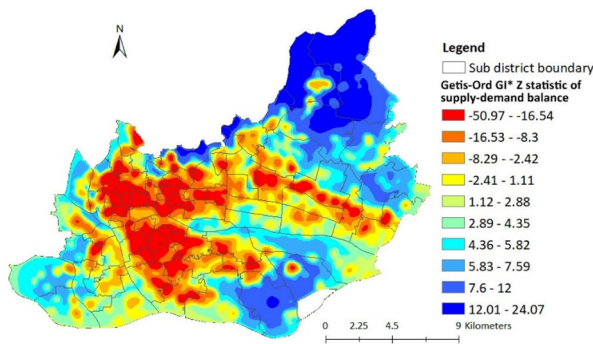 N
Legend
Sub district boundary
Getis-Ord GI* Z statistic of
supply-demand balance
-50.97 - -16.54
-16.53 - -8.3
-8.29 - -2.42
-2.41 - 1.11
1.12 - 2.88
2.89 - 4.35
4.36 - 5.82
5.83 - 7.59
7.6 - 12
12.01 - 24.07
0 2.25 4.5 9
Kilometers